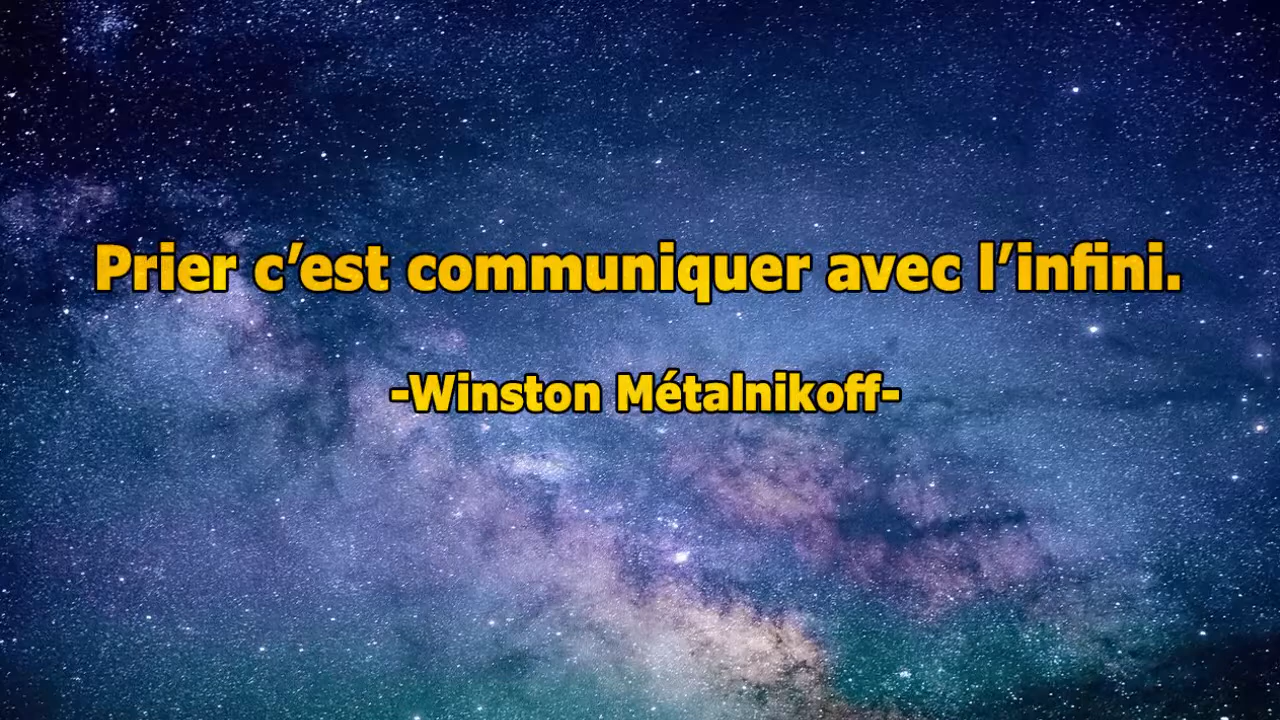 Prier c’est communiquer avec l’infini.
-Winston Métalnikoff-